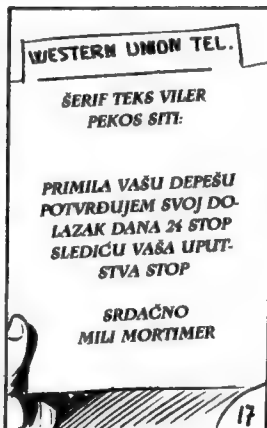 WESTERN UNION TEL.
ŠERIF TEKS VILER
PEKOS SITI:
PRIMILA VAŠU DEPEŠU
POTVRĐUJEM SVOJ DO-
LAZAK DANA 24 STOP
SLEDIĆU VAŠA UPUT-
STVA STOP
SRDAČNO
MILI MORTIMER
17